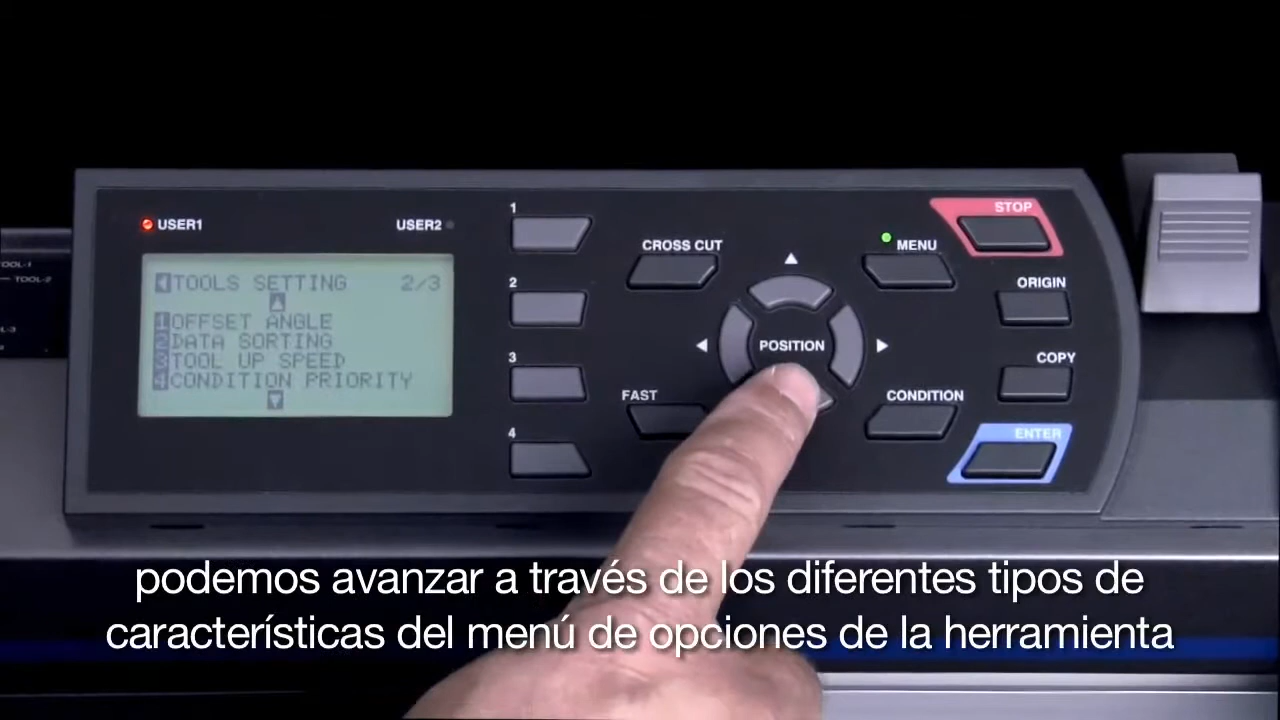 USER1
USER2
TOOLS SETTING 2/3
1 OFFSET ANGLE
2 DATA SORTING
3 TOOL UP SPEED
4 CONDITION PRIORITY
1
2
3
4
CROSS CUT
MENU
STOP
ORIGIN
POSITION
COPY
FAST
CONDITION
ENTER
TOOL-2
podemos avanzar a través de los diferentes tipos de
características del menú de opciones de la herramienta